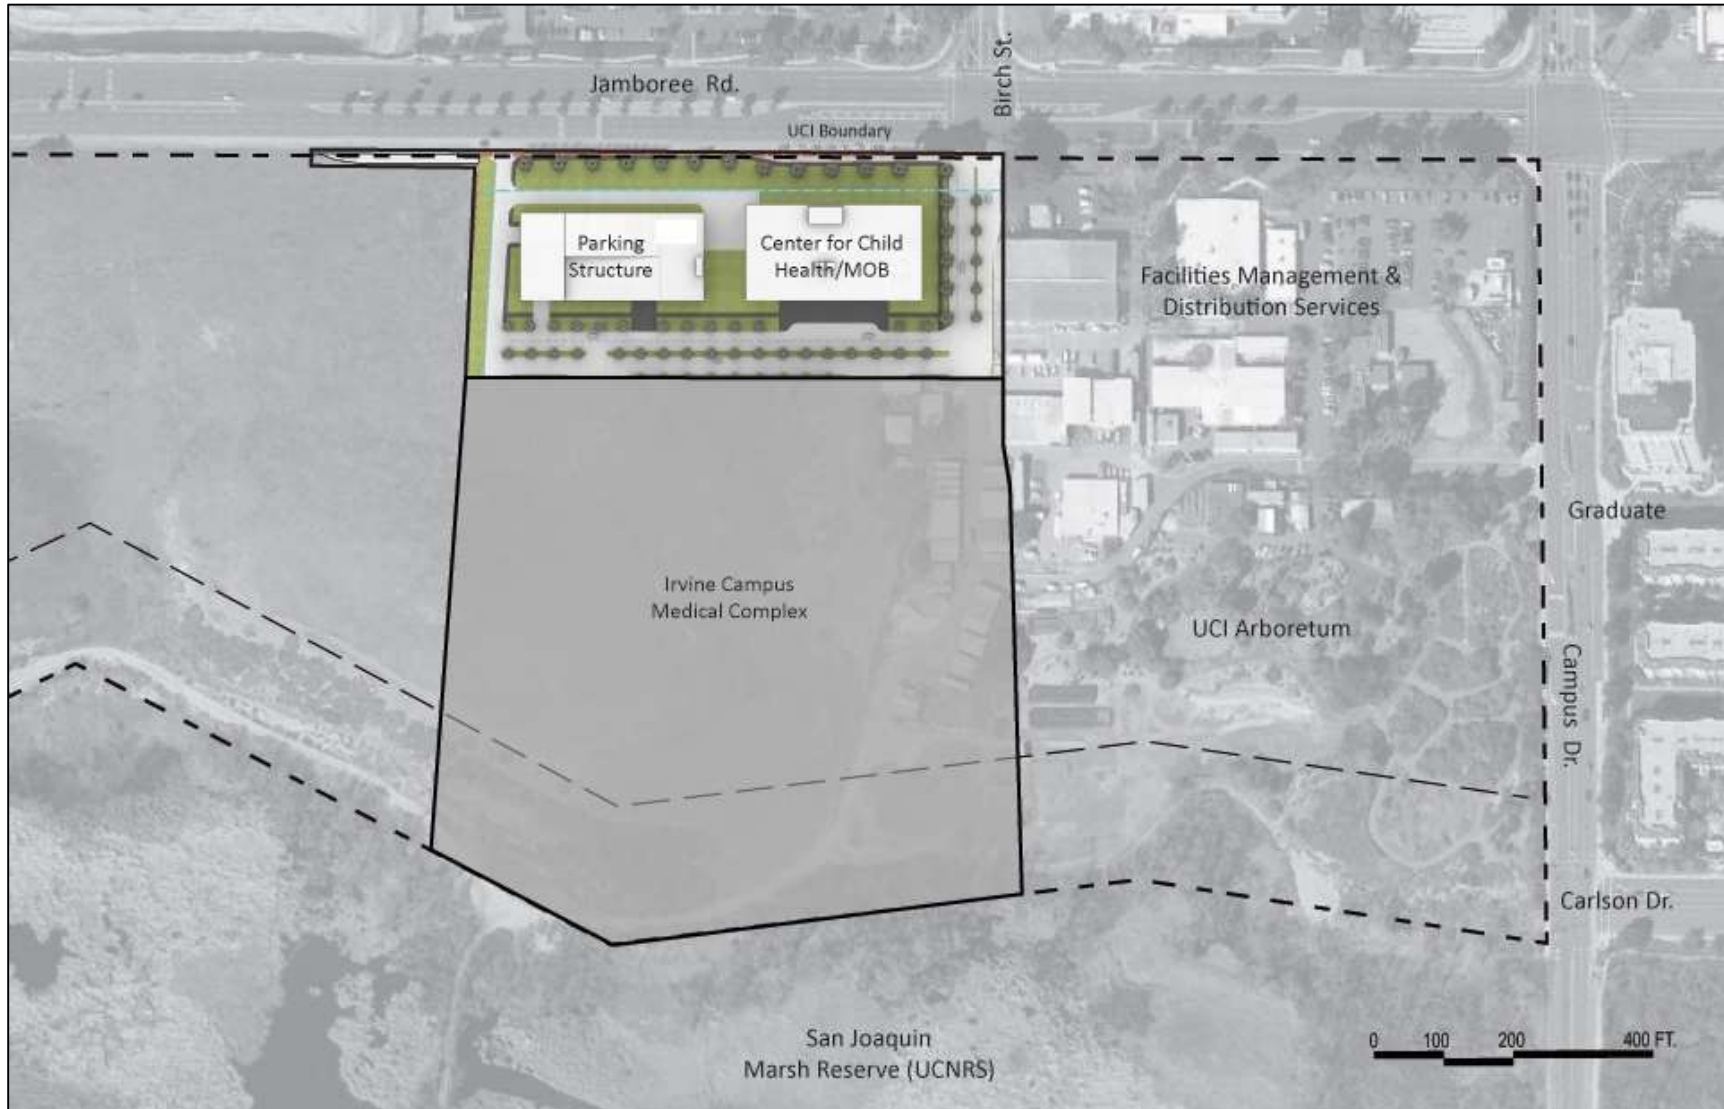 Jamboree Rd.
Birch St.
UCI Boundary
Parking
Structure
Center for Child
Health/MOB
Facilities Management &
Distribution Services
Graduate
Irvine Campus
Medical Complex
UCI Arboretum
Campus Dr.
Carlson Dr.
San Joaquin
Marsh Reserve (UCNRS)
0 100 200 400 FT.